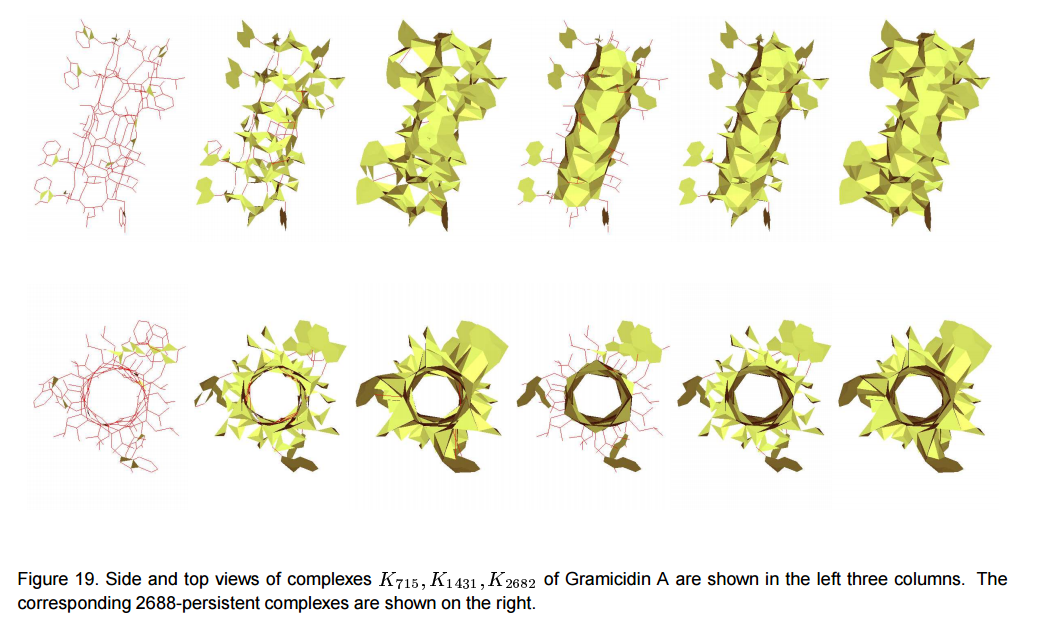 Figure 19. Side and top views of complexes K715, K1431, K2682 of Gramicidin A are shown in the left three columns. The
corresponding 2688-persistent complexes are shown on the right.